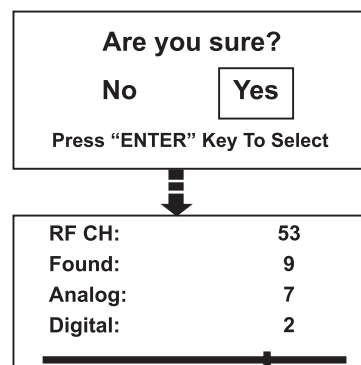 Are you sure?
No Yes
Press “ENTER” Key To Select
RF CH: 53
Found: 9
Analog: 7
Digital: 2